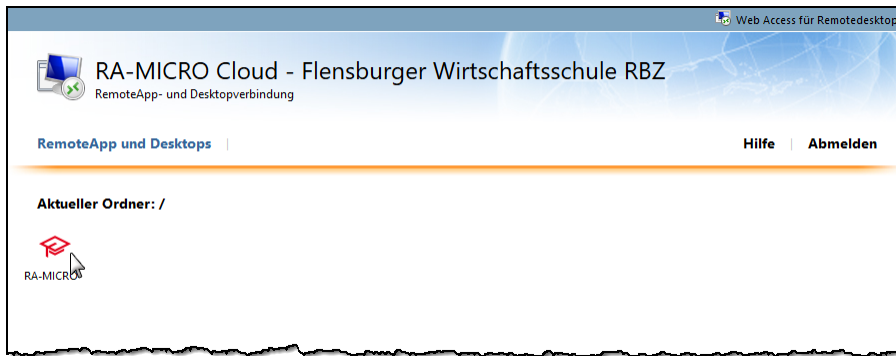 Web Access für Remotedesktop
RA-MICRO Cloud - Flensburger Wirtschaftsschule RBZ
RemoteApp- und Desktopverbindung
RemoteApp und Desktops | Hilfe | Abmelden
Aktueller Ordner: /
RA-MICRO